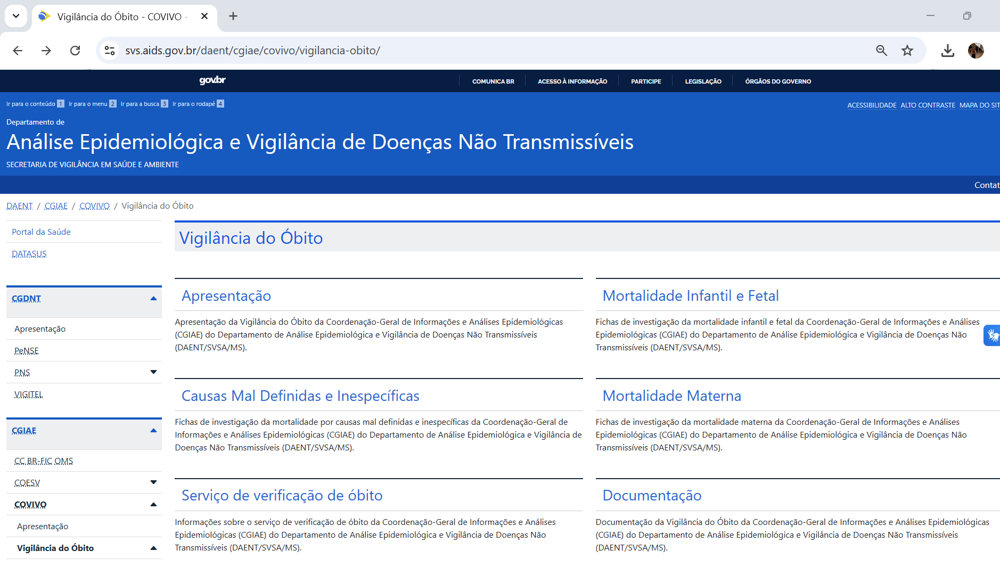 Vigilância do Óbito - COVIVO -
svs.aids.gov.br/daent/cgiae/covivo/vigilancia-obito/
gov.br
COMUNICA BR
ACESSO À INFORMAÇÃO
PARTICIPE
LEGISLAÇÃO
ÓRGÃOS DO GOVERNO
Ir para o conteúdo 1 Ir para o menu 2 Ir para a busca 3 Ir para o rodapé 4
ACESSIBILIDADE ALTO CONTRASTE MAPA DO SIT
Departamento de
Análise Epidemiológica e Vigilância de Doenças Não Transmissíveis
SECRETARIA DE VIGILÂNCIA EM SAÚDE E AMBIENTE
Contat
DAENT / CGIAE / COVIVO / Vigilância do Óbito
Portal da Saúde
DATASUS
CGDNT
Apresentação
PeNSE
PNS
VIGITEL
CGIAE
CC BR-FIC OMS
COESV
COVIVO
Apresentação
Vigilância do Óbito
Vigilância do Óbito
Apresentação
Apresentação da Vigilância do Óbito da Coordenação-Geral de Informações e Análises Epidemiológicas
(CGIAE) do Departamento de Análise Epidemiológica e Vigilância de Doenças Não Transmissíveis
(DAENT/SVSA/MS).
Mortalidade Infantil e Fetal
Fichas de investigação da mortalidade infantil e fetal da Coordenação-Geral de Informações e Análises
Epidemiológicas (CGIAE) do Departamento de Análise Epidemiológica e Vigilância de Doenças Não
Transmissíveis (DAENT/SVSA/MS).
Causas Mal Definidas e Inespecíficas
Fichas de investigação da mortalidade por causas mal definidas e inespecíficas da Coordenação-Geral de
Informações e Análises Epidemiológicas (CGIAE) do Departamento de Análise Epidemiológica e Vigilância de
Doenças Não Transmissíveis (DAENT/SVSA/MS).
Mortalidade Materna
Fichas de investigação da mortalidade materna da Coordenação-Geral de Informações e Análises
Epidemiológicas (CGIAE) do Departamento de Análise Epidemiológica e Vigilância de Doenças Não
Transmissíveis (DAENT/SVSA/MS).
Serviço de verificação de óbito
Informações sobre o serviço de verificação de óbito da Coordenação-Geral de Informações e Análises
Epidemiológicas (CGIAE) do Departamento de Análise Epidemiológica e Vigilância de Doenças Não
Transmissíveis (DAENT/SVSA/MS).
Documentação
Documentação da Vigilância do Óbito da Coordenação-Geral de Informações e Análises Epidemiológicas
(CGIAE) do Departamento de Análise Epidemiológica e Vigilância de Doenças Não Transmissíveis
(DAENT/SVSA/MS).